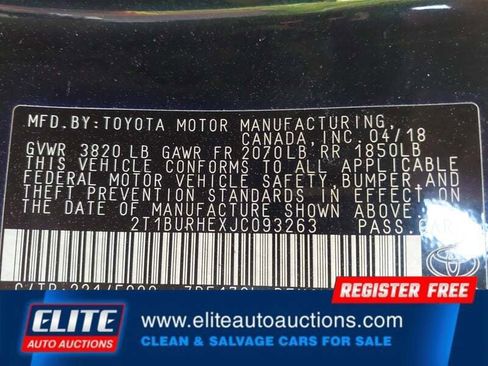 MFD.BY:TOYOTA MOTOR MANUFACTURING
CANADA,INC. 04/18
GVWR 3820 LB GAWR FR 2020LB RR 1850LB
THIS VEHICLE CONFORMS TO ALL APPLICABLE
FEDERAL MOTOR VEHICLE SAFETY, BUMPER,AND
THEFT PREVENTION STANDARDS IN EFFECT ON
THE DATE OF MANUFACTURE SHOWN ABOVE.
2T1BURHEXJC093263 PASS.CAR
REGISTER FREE
ELITE
AUTO AUCTIONS
www.eliteautoauctions.com
CLEAN & SALVAGE CARS FOR SALE